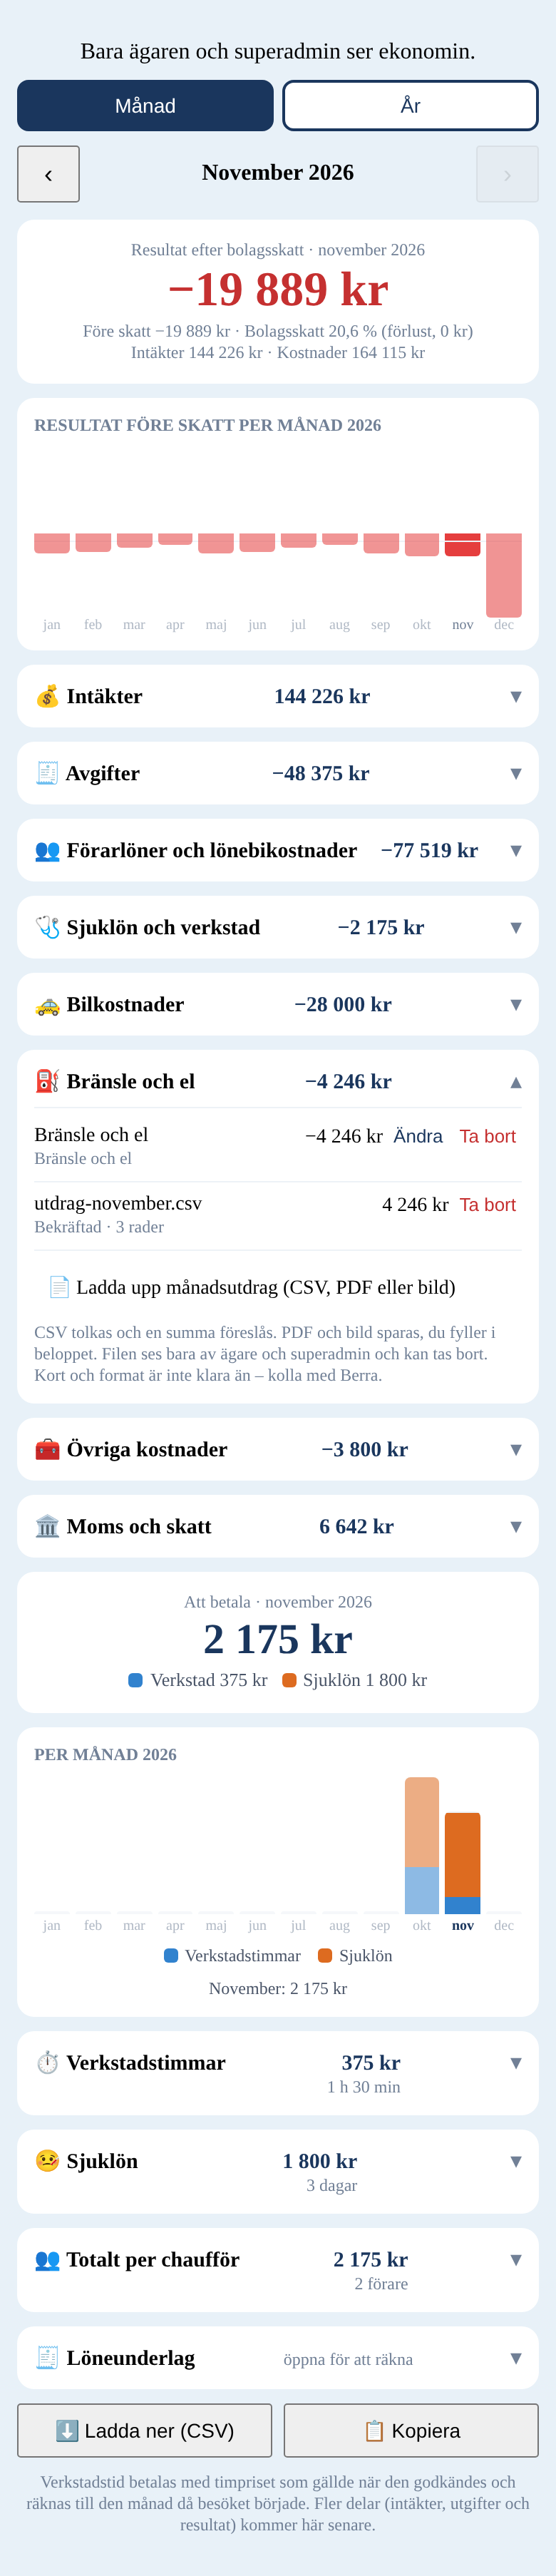 Bara ägaren och superadmin ser ekonomin.
Månad
År
‹
November 2026
›
Resultat efter bolagsskatt · november 2026
−19 889 kr
Före skatt −19 889 kr · Bolagsskatt 20,6 % (förlust, 0 kr)
Intäkter 144 226 kr · Kostnader 164 115 kr
RESULTAT FÖRE SKATT PER MÅNAD 2026
jan feb mar apr maj jun jul aug sep okt nov dec
💰 Intäkter 144 226 kr ▼
🧾 Avgifter −48 375 kr ▼
👥 Förarlöner och lönebikostnader −77 519 kr ▼
🩺 Sjuklön och verkstad −2 175 kr ▼
🚕 Bilkostnader −28 000 kr ▼
⛽ Bränsle och el −4 246 kr ▲
Bränsle och el −4 246 kr Ändra Ta bort
Bränsle och el
utdrag-november.csv 4 246 kr Ta bort
Bekräftad · 3 rader
📄 Ladda upp månadsutdrag (CSV, PDF eller bild)
CSV tolkas och en summa föreslås. PDF och bild sparas, du fyller i
beloppet. Filen ses bara av ägare och superadmin och kan tas bort.
Kort och format är inte klara än – kolla med Berra.
🧰 Övriga kostnader −3 800 kr ▼
🏛️ Moms och skatt 6 642 kr ▼
Att betala · november 2026
2 175 kr
Verkstad 375 kr Sjuklön 1 800 kr
PER MÅNAD 2026
jan feb mar apr maj jun jul aug sep okt nov dec
Verkstadstimmar Sjuklön
November: 2 175 kr
⏱️ Verkstadstimmar 375 kr ▼
1 h 30 min
🤒 Sjuklön 1 800 kr ▼
3 dagar
👥 Totalt per chaufför 2 175 kr ▼
2 förare
🧾 Löneunderlag öppna för att räkna ▼
⬇️ Ladda ner (CSV)
📋 Kopiera
Verkstadstid betalas med timpriset som gällde när den godkändes och
räknas till den månad då besöket började. Fler delar (intäkter, utgifter och
resultat) kommer här senare.